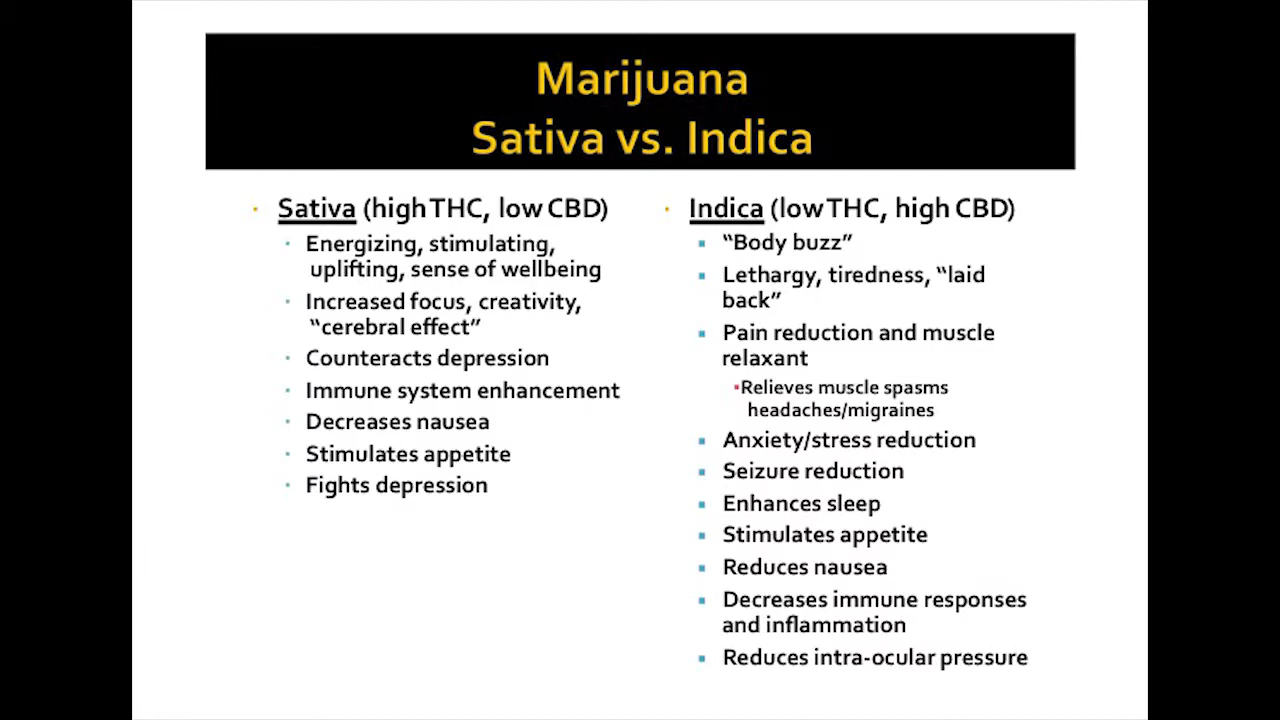 Marijuana
Sativa vs. Indica
Sativa (high THC, low CBD)
Energizing, stimulating,
uplifting, sense of wellbeing
Increased focus, creativity,
“cerebral effect”
Counteracts depression
Immune system enhancement
Decreases nausea
Stimulates appetite
Fights depression
Indica (low THC, high CBD)
“Body buzz”
Lethargy, tiredness, “laid
back”
Pain reduction and muscle
relaxant
Relieves muscle spasms
headaches/migraines
Anxiety/stress reduction
Seizure reduction
Enhances sleep
Stimulates appetite
Reduces nausea
Decreases immune responses
and inflammation
Reduces intra-ocular pressure